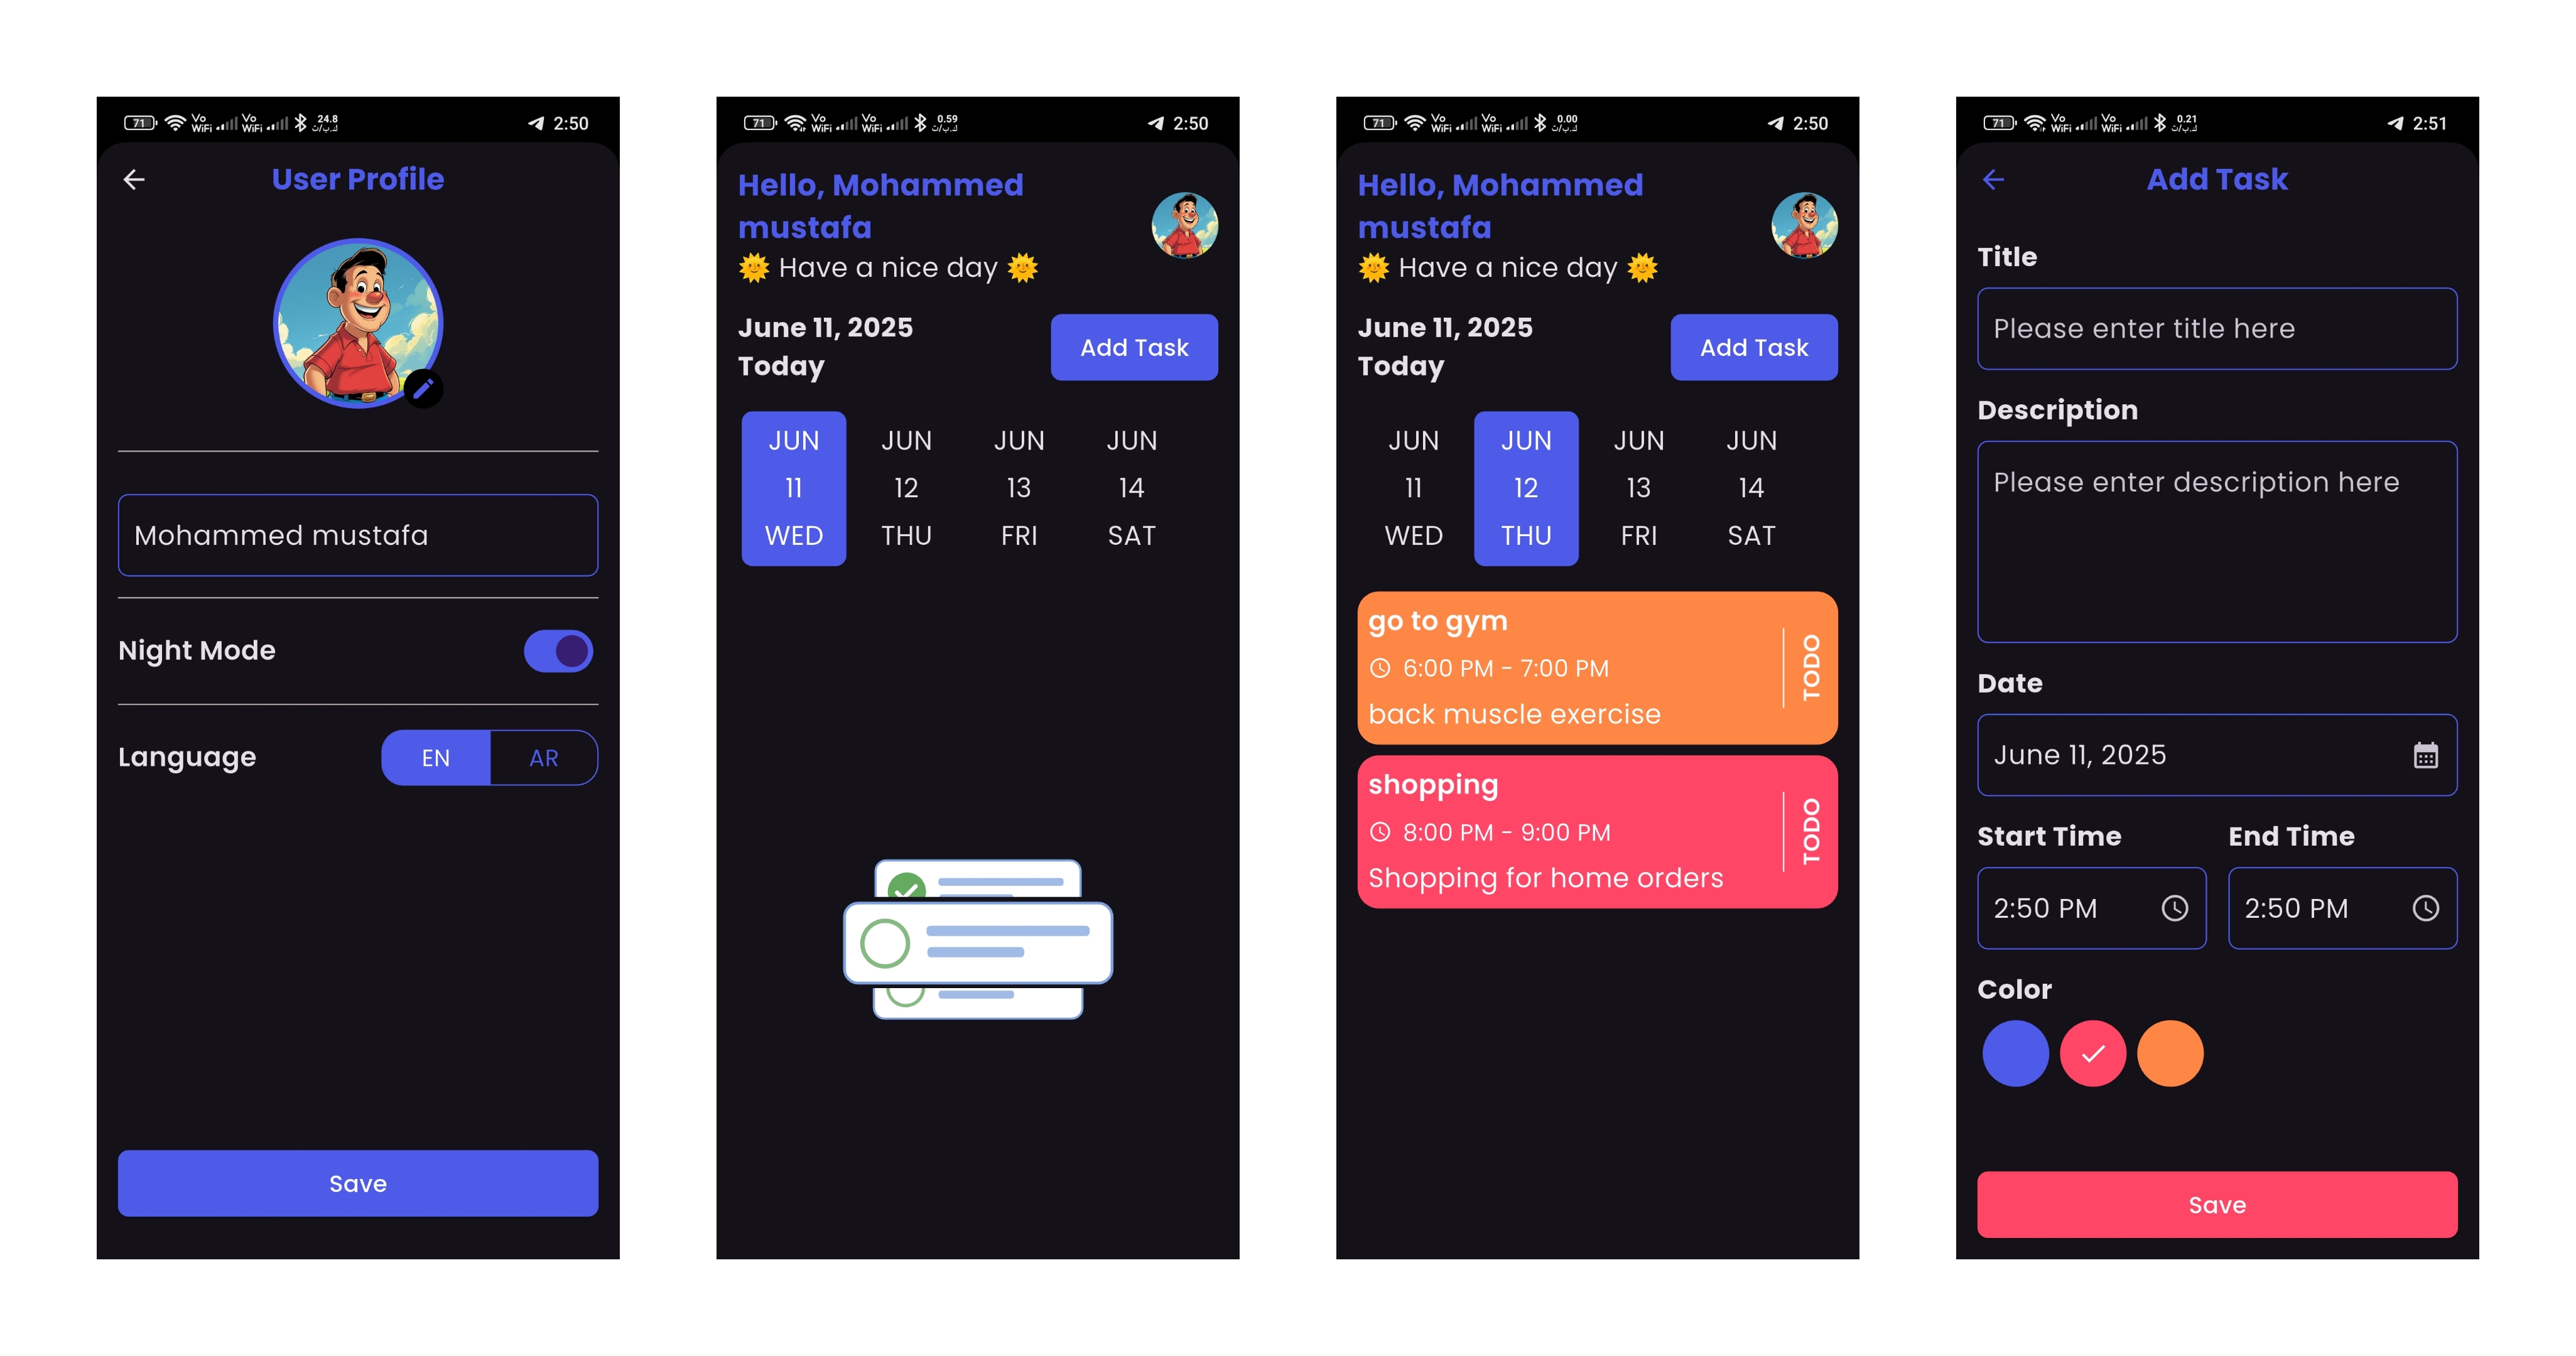 71 Vo WiFi Vo WiFi 24.8 ك.ب/ث 2:50
User Profile
Mohammed mustafa
Night Mode
Language EN AR
Save
71 Vo WiFi Vo WiFi 0.59 ك.ب/ث 2:50
Hello, Mohammed
mustafa
🌞 Have a nice day 🌞
June 11, 2025
Today
Add Task
JUN JUN JUN JUN
11 12 13 14
WED THU FRI SAT
71 Vo WiFi Vo WiFi 0.00 ك.ب/ث 2:50
Hello, Mohammed
mustafa
🌞 Have a nice day 🌞
June 11, 2025
Today
Add Task
JUN JUN JUN JUN
11 12 13 14
WED THU FRI SAT
go to gym
6:00 PM - 7:00 PM
back muscle exercise
TODO
shopping
8:00 PM - 9:00 PM
Shopping for home orders
TODO
71 Vo WiFi Vo WiFi 0.21 ك.ب/ث 2:51
Add Task
Title
Please enter title here
Description
Please enter description here
Date
June 11, 2025
Start Time End Time
2:50 PM 2:50 PM
Color
Save